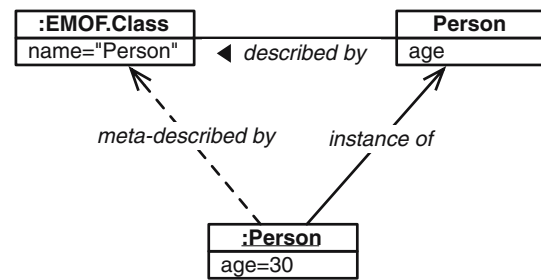 :EMOF.Class
Person
name="Person"
age
◀ described by
meta-described by
instance of
:Person
age=30